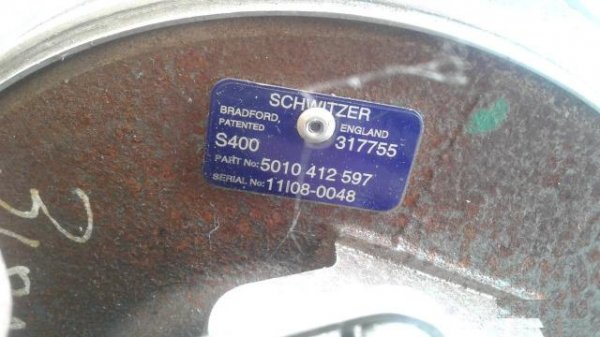 SCHWITZER
BRADFORD, ENGLAND
PATENTED
S400 317755
PART No: 5010 412 597
SERIAL No: 11I08-0048